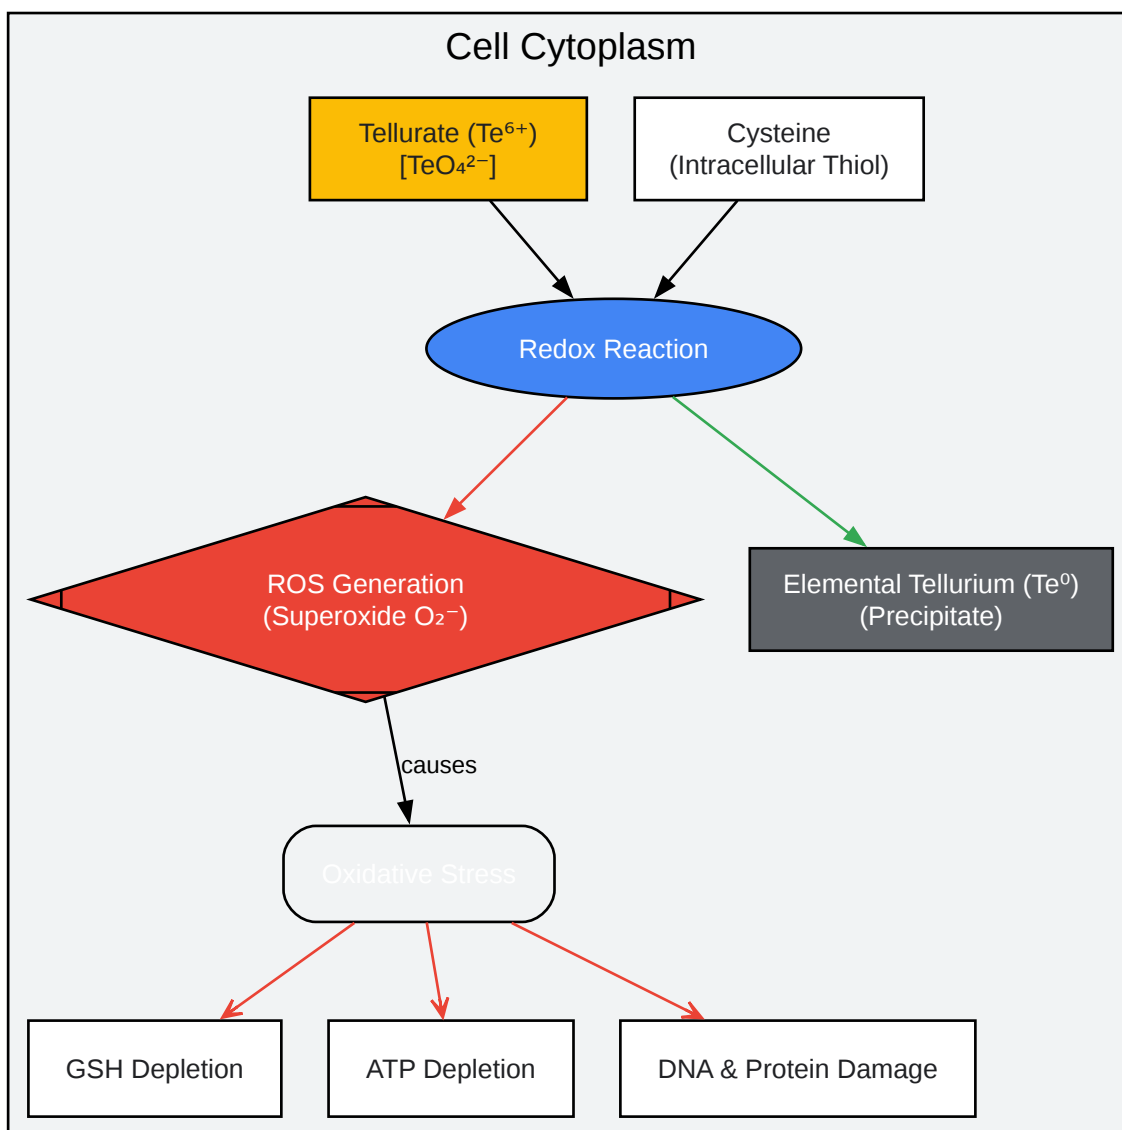 Cell Cytoplasm
Tellurate (Te⁶⁺)
[TeO₄²⁻]
Cysteine
(Intracellular Thiol)
Redox Reaction
ROS Generation
(Superoxide O₂⁻)
Elemental Tellurium (Te⁰)
(Precipitate)
causes
Oxidative Stress
GSH Depletion
ATP Depletion
DNA & Protein Damage